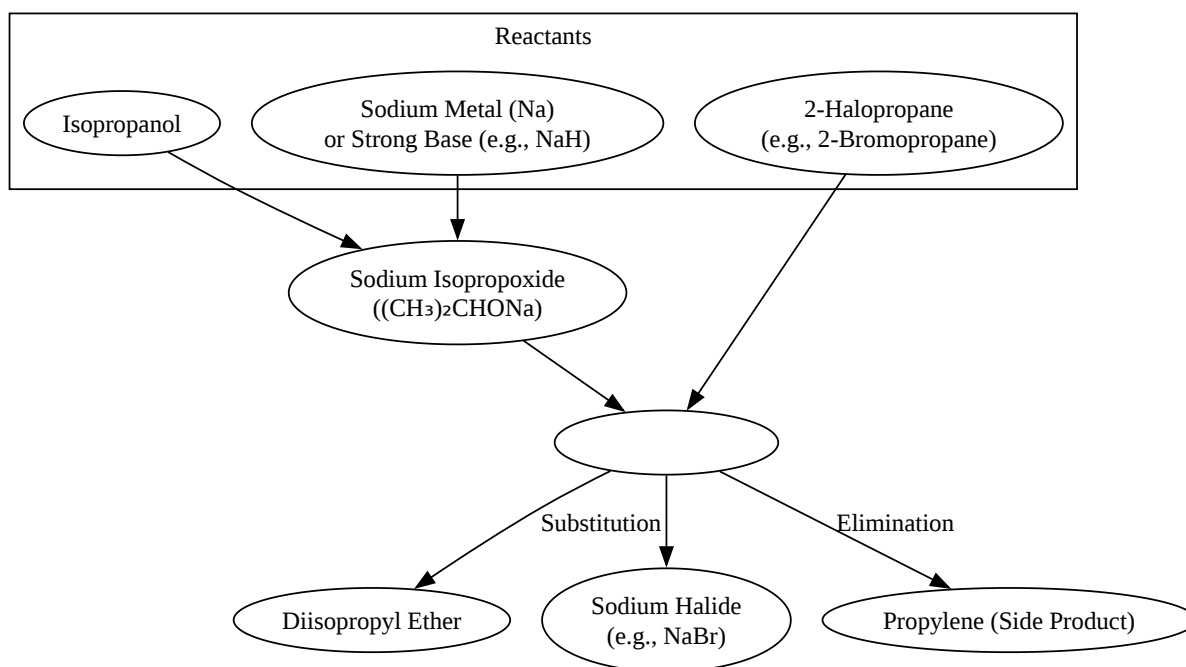 Reactants
Isopropanol
Sodium Metal (Na)
or Strong Base (e.g., NaH)
2-Halopropane
(e.g., 2-Bromopropane)
Sodium Isopropoxide
((CH₃)₂CHONa)
Substitution
Elimination
Diisopropyl Ether
Sodium Halide
(e.g., NaBr)
Propylene (Side Product)